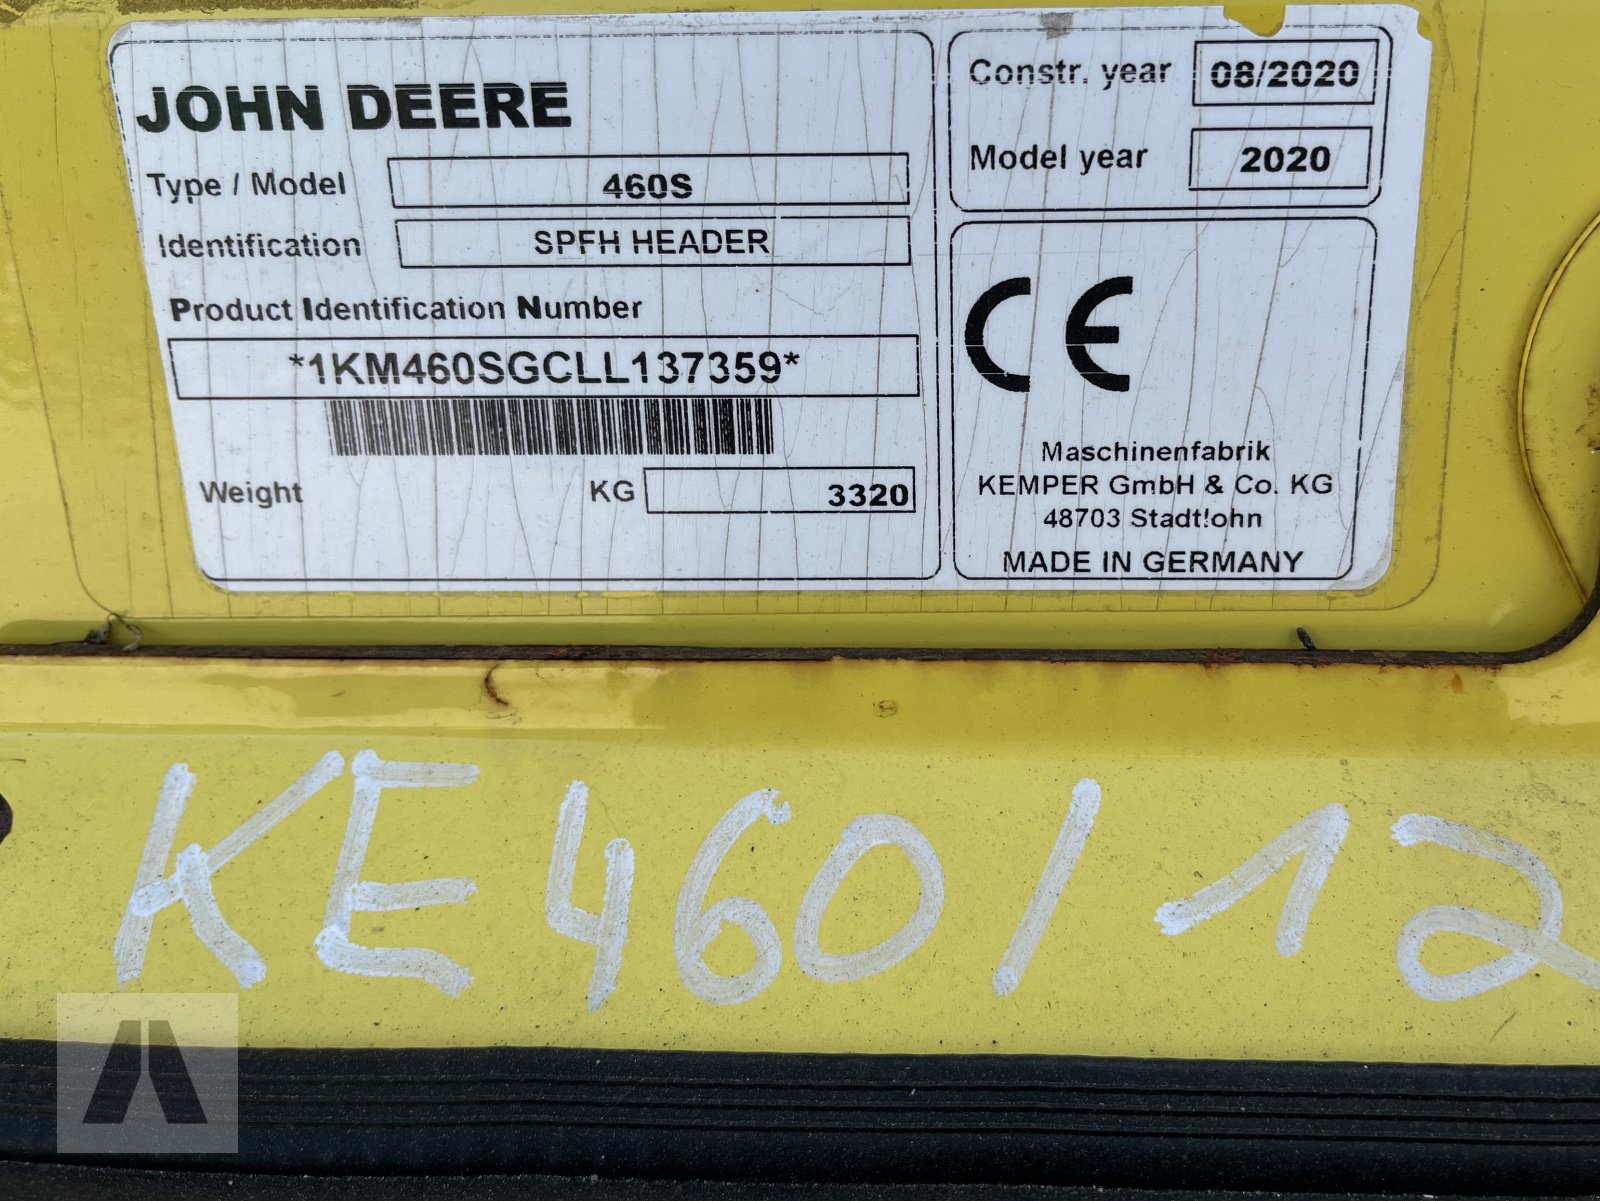 JOHN DEERE
Type / Model 460S
Identification SPFH HEADER
Product Identification Number
*1KM460SGCLL137359*
Weight KG 3320
Constr. year 08/2020
Model year 2020
CE
Maschinenfabrik
KEMPER GmbH & Co. KG
48703 Stadtlohn
MADE IN GERMANY
KE460/12